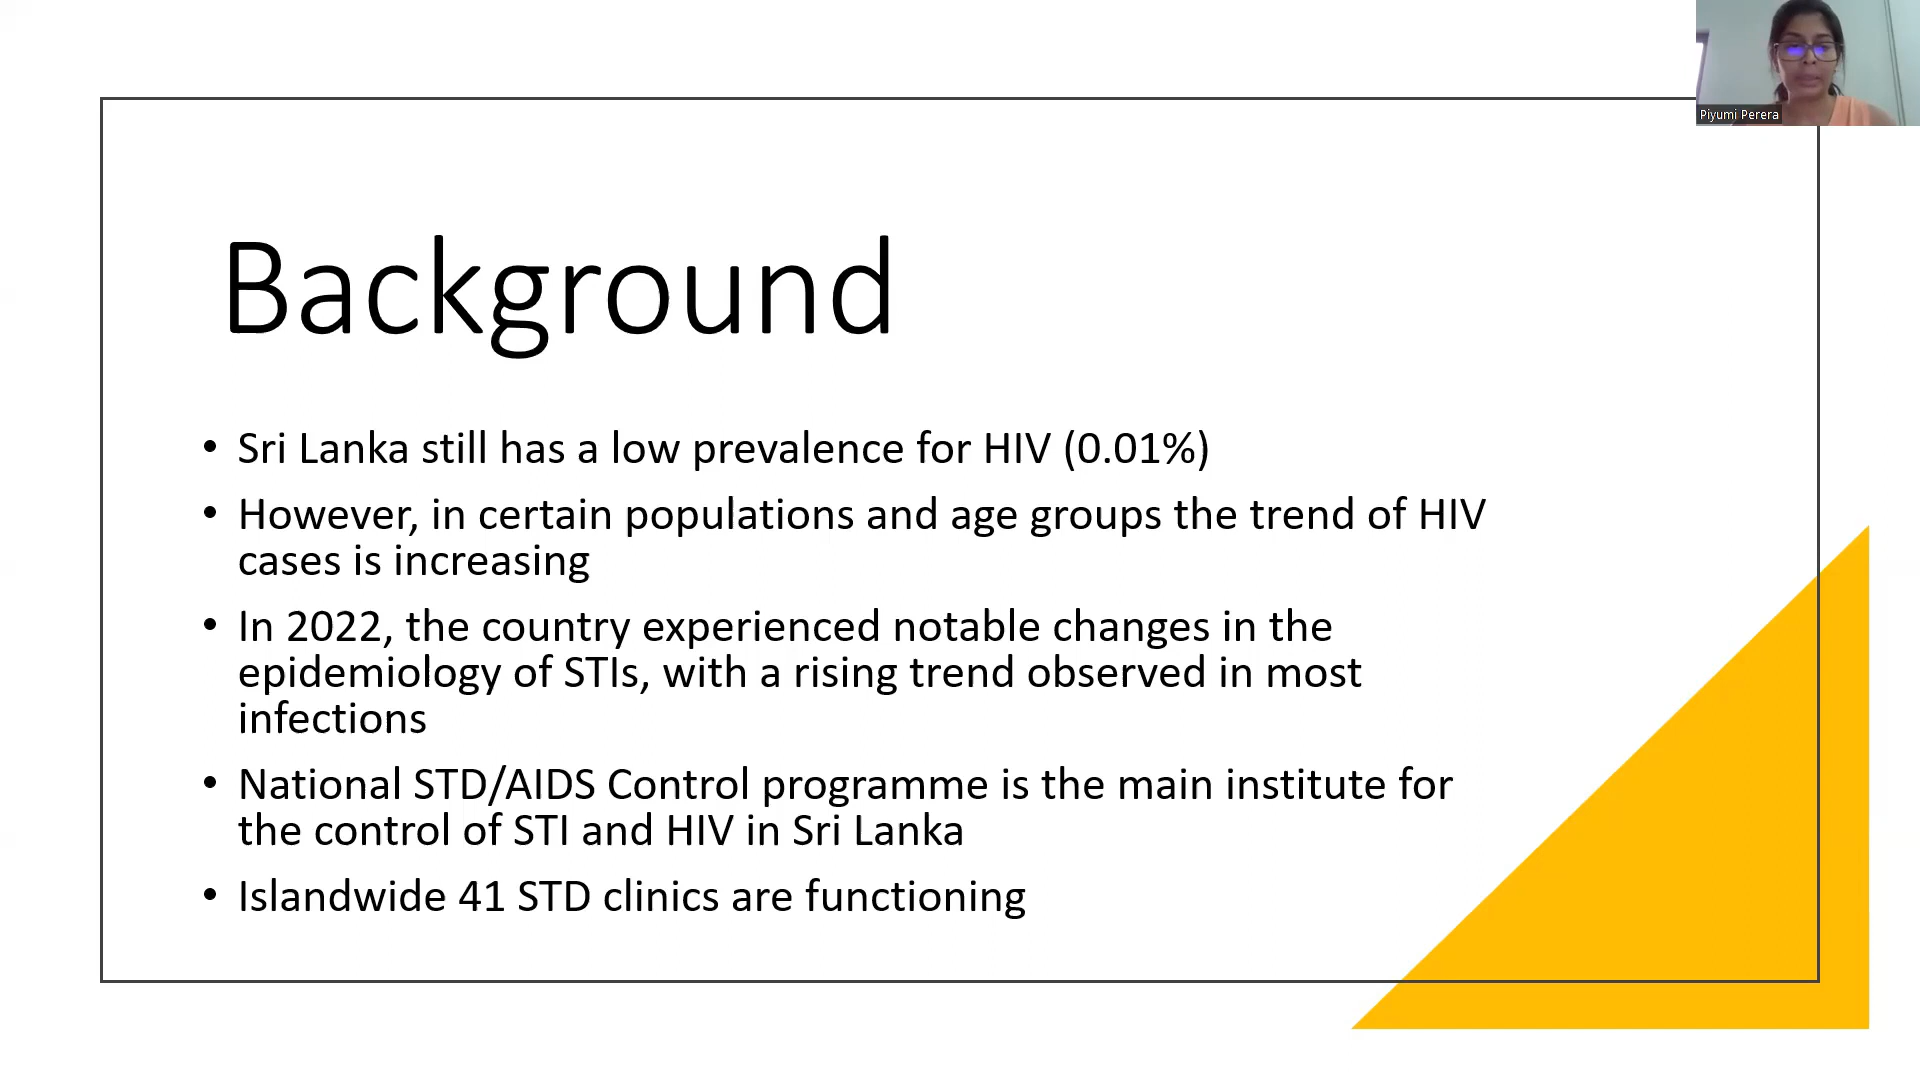 Piyumi Perera
Background
• Sri Lanka still has a low prevalence for HIV (0.01%)
• However, in certain populations and age groups the trend of HIV
cases is increasing
• In 2022, the country experienced notable changes in the
epidemiology of STIs, with a rising trend observed in most
infections
• National STD/AIDS Control programme is the main institute for
the control of STI and HIV in Sri Lanka
• Islandwide 41 STD clinics are functioning